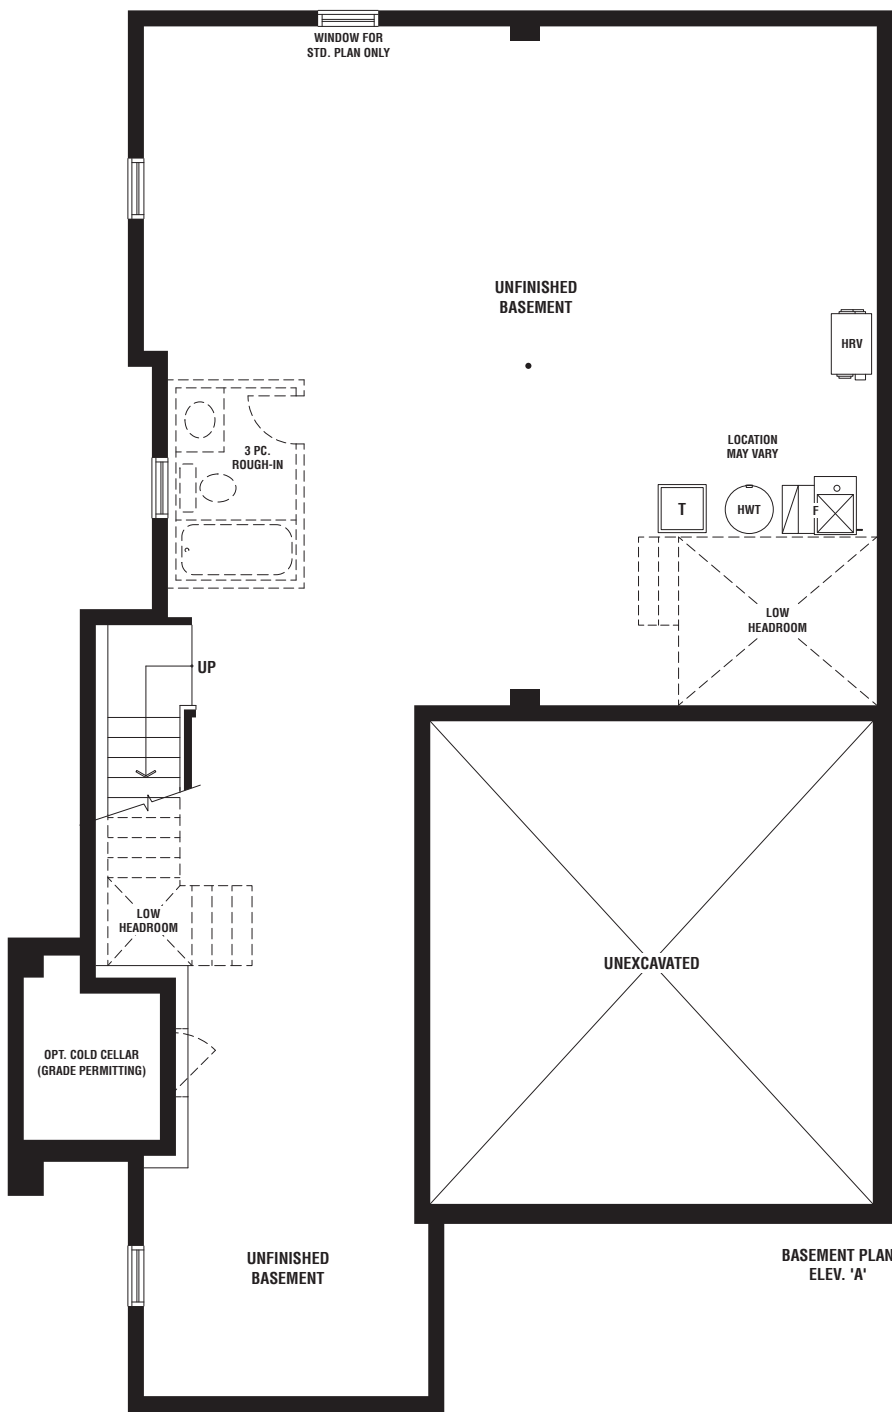 WINDOW FOR
STD. PLAN ONLY
UNFINISHED
BASEMENT
HRV
3 PC.
ROUGH-IN
LOCATION
MAY VARY
T
HWT
F
LOW
HEADROOM
UP
LOW
HEADROOM
UNEXCAVATED
OPT. COLD CELLAR
(GRADE PERMITTING)
UNFINISHED
BASEMENT
BASEMENT PLAN
ELEV. 'A'